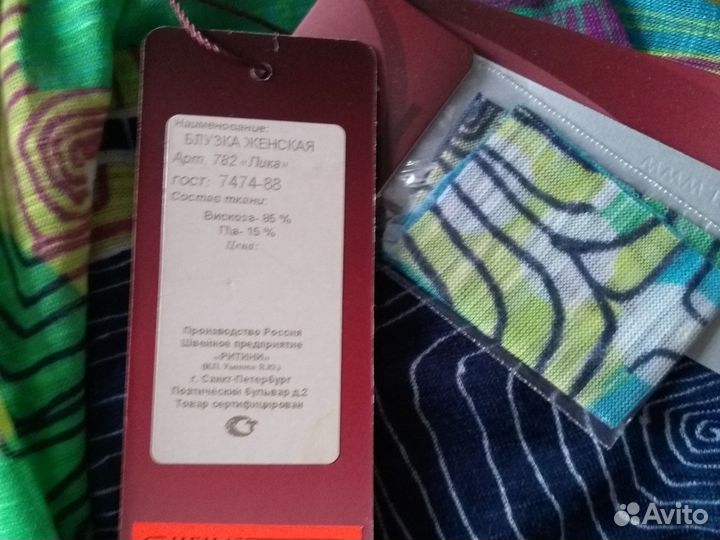 Наименование:
БЛУЗКА ЖЕНСКАЯ
Арт. 782 «Лика»
ГОСТ: 7474-88
Состав ткани:
Вискоза- 85 %
П\э- 15 %
Цена:
Производство Россия
Швейное предприятие
«РИТИНИ»
г. Санкт-Петербург
Поэтический бульвар д.2
Товар сертифицирован
Avito